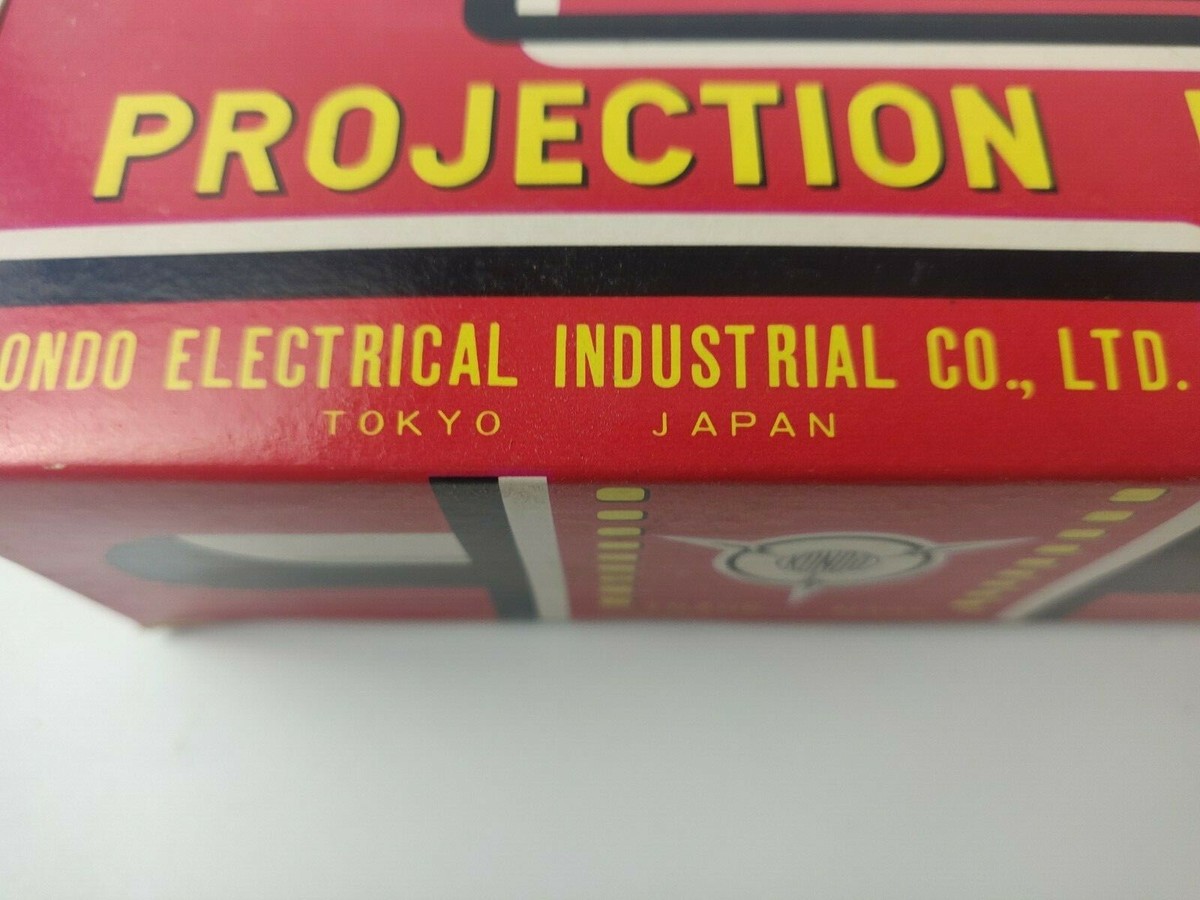 PROJECTION
ONDO ELECTRICAL INDUSTRIAL CO., LTD.
TOKYO JAPAN
KONDO